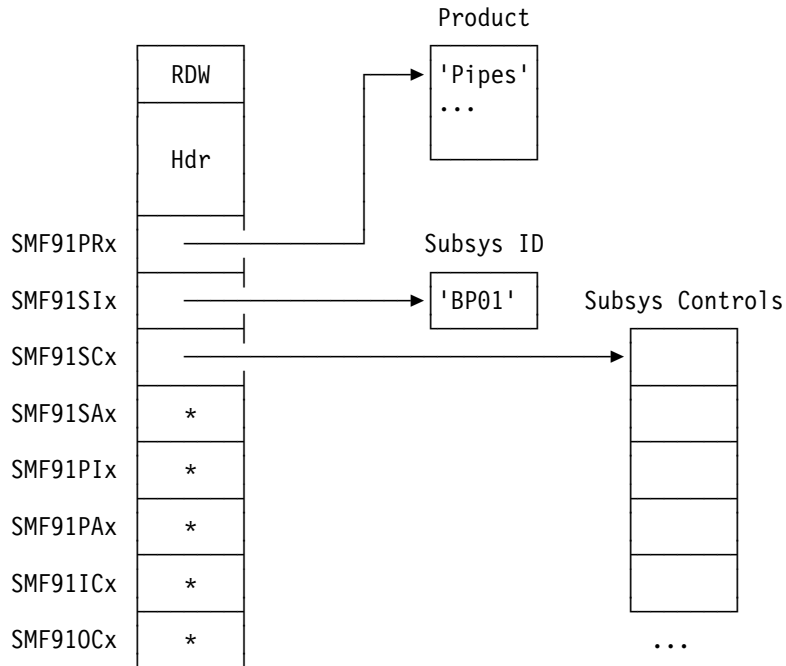 Product
RDW
'Pipes'
...
Hdr
SMF91PRx
Subsys ID
SMF91SIx
'BP01'
Subsys Controls
SMF91SCx
SMF91SAx *
SMF91PIx *
SMF91PAx *
SMF91ICx *
SMF91OCx *
...